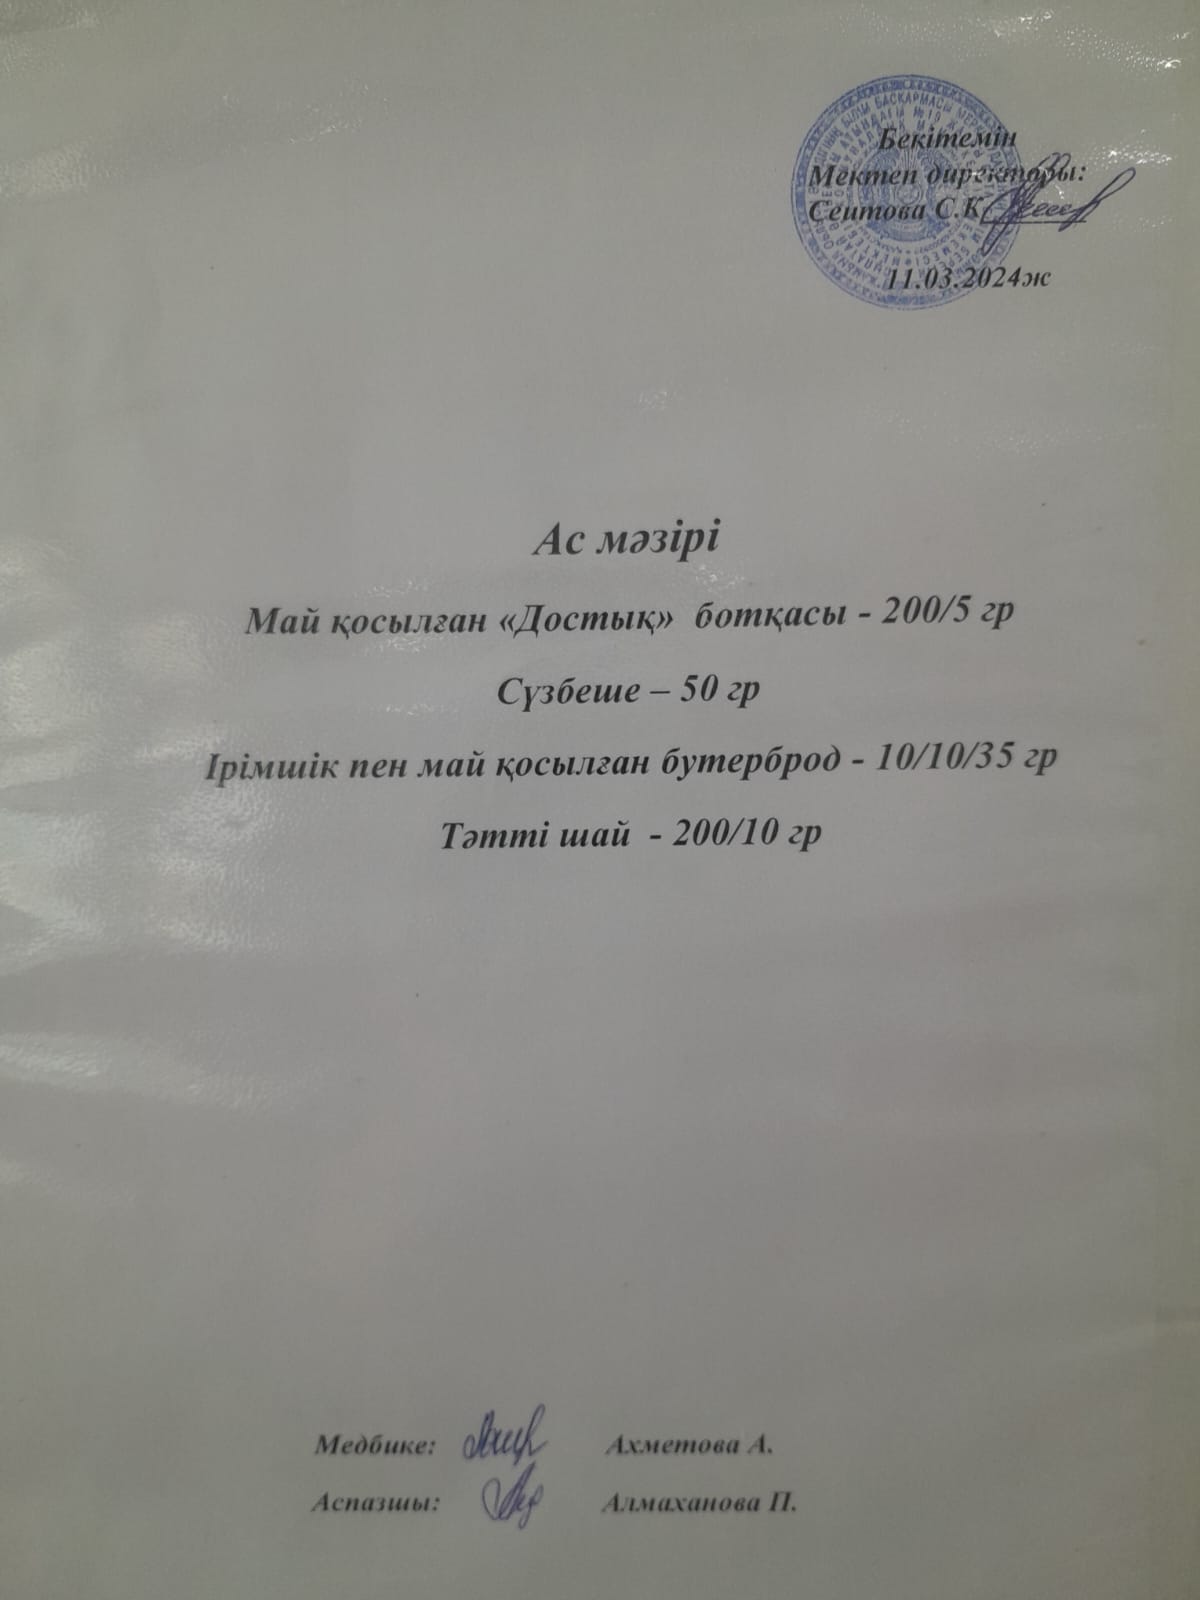 Бекітемін
Мектеп директоры:
Сеитова С.К
11.03.2024ж
Ас мәзірі
Май қосылған «Достық» ботқасы - 200/5 гр
Сүзбеше – 50 гр
Ірімшік пен май қосылған бутерброд - 10/10/35 гр
Тәтті шай - 200/10 гр
Медбике: Ахметова А.
Аспазшы: Алмаханова П.